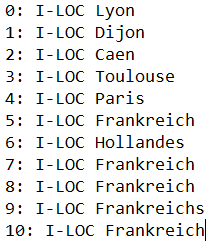 0: I-LOC Lyon
1: I-LOC Dijon
2: I-LOC Caen
3: I-LOC Toulouse
4: I-LOC Paris
5: I-LOC Frankreich
6: I-LOC Hollandes
7: I-LOC Frankreich
8: I-LOC Frankreich
9: I-LOC Frankreichs
10: I-LOC Frankreich